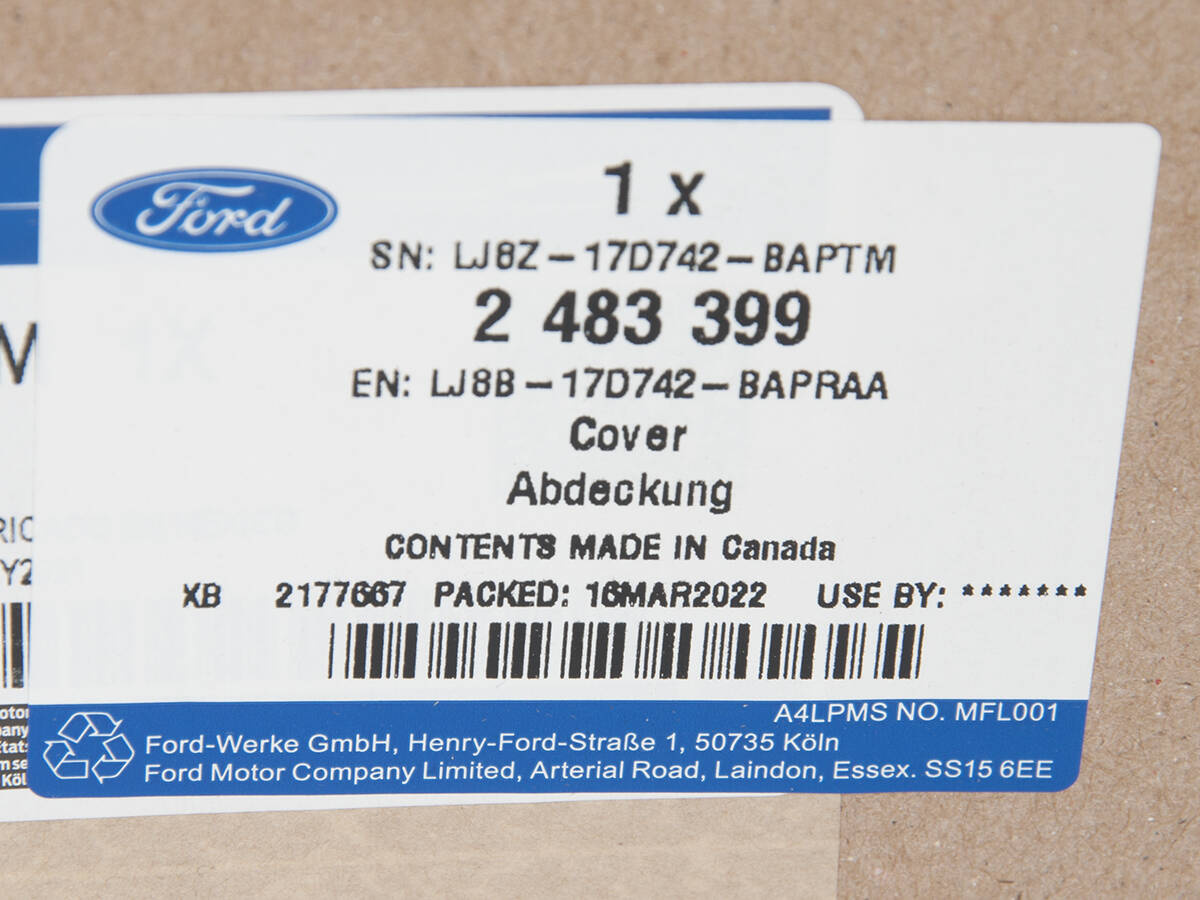 Ford
1 x
SN: LJ8Z-17D742-BAPTM
2 483 399
EN: LJ8B-17D742-BAPRAA
Cover
Abdeckung
CONTENTS MADE IN Canada
XB 2177667 PACKED: 16MAR2022 USE BY: *******
A4LPMS NO. MFL001
Ford-Werke GmbH, Henry-Ford-Straße 1, 50735 Köln
Ford Motor Company Limited, Arterial Road, Laindon, Essex. SS15 6EE
M
1X